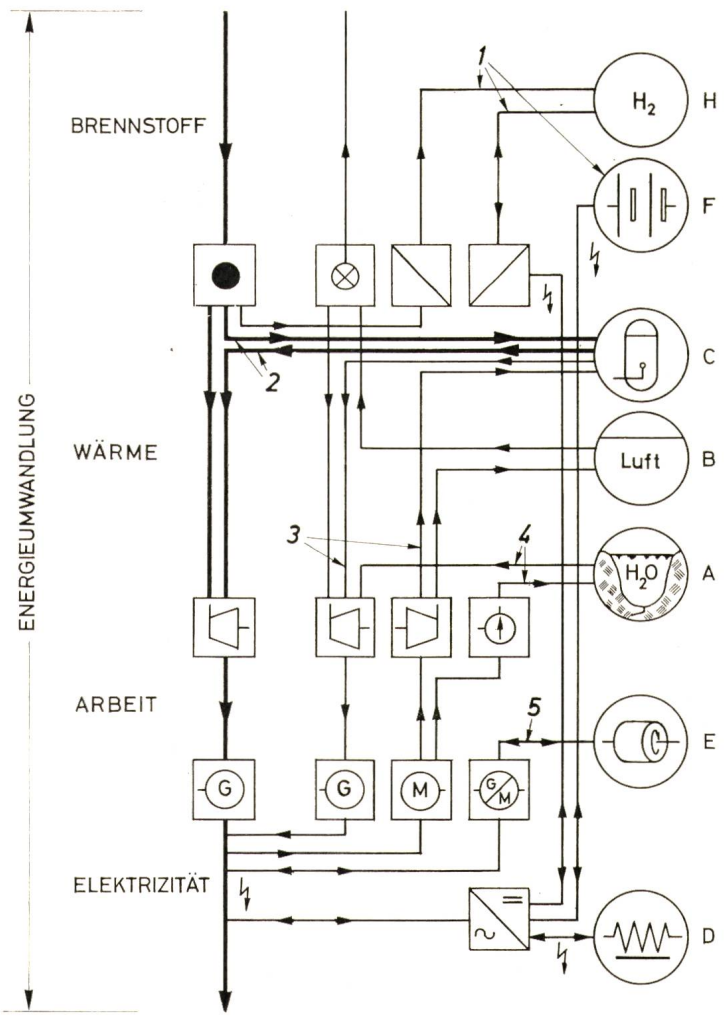 1
H₂
H
BRENNSTOFF
F
C
2
ENERGIEUMWANDLUNG
WÄRME
Luft
B
3
4
H₂O
A
ARBEIT
5
E
G
G
M
G/M
ELEKTRIZITÄT
D